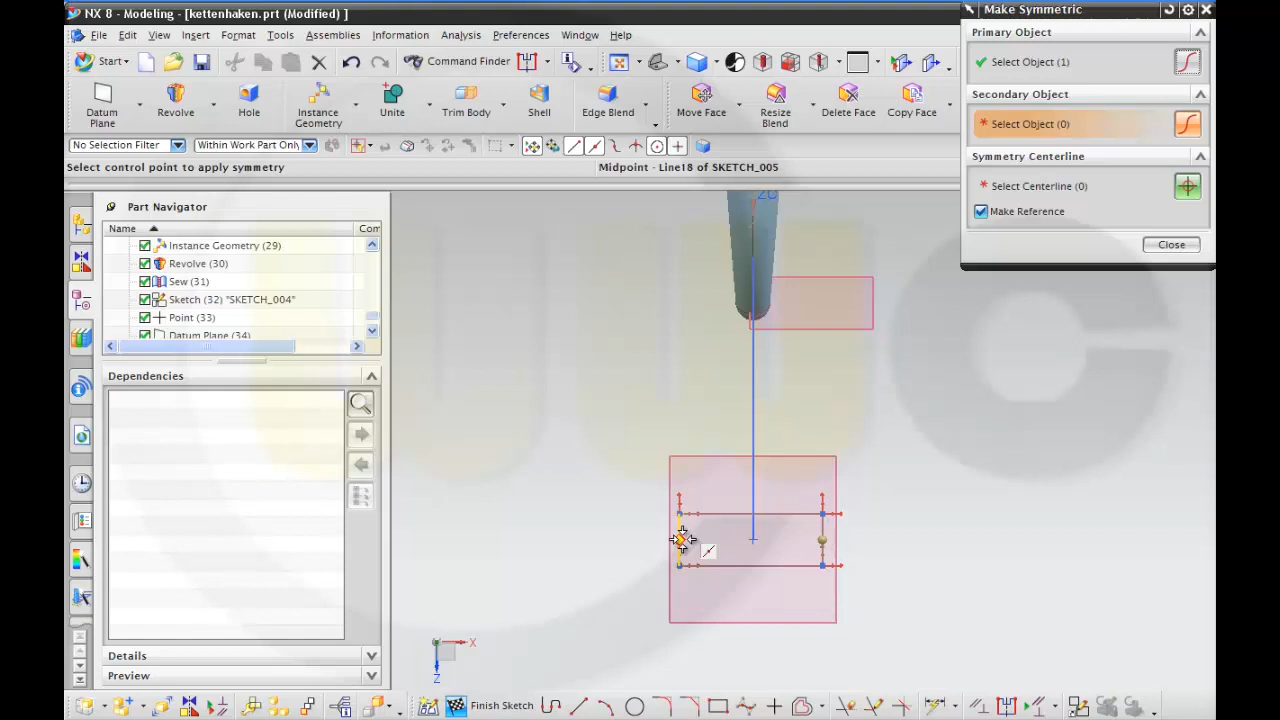 NX 8 - Modeling - [kettenhaken.prt (Modified) ]
File Edit View Insert Format Tools Assemblies Information Analysis Preferences Window Help
Start Command Finder
Datum Plane Revolve Hole Instance Geometry Unite Trim Body Shell Edge Blend Move Face Resize Blend Delete Face Copy Face
No Selection Filter Within Work Part Only
Select control point to apply symmetry Midpoint - Line18 of SKETCH_005
Part Navigator
Name Com
Instance Geometry (29)
Revolve (30)
Sew (31)
Sketch (32) "SKETCH_004"
Point (33)
Datum Plane (34)
Dependencies
Details
Preview
Make Symmetric
Primary Object
Select Object (1)
Secondary Object
* Select Object (0)
Symmetry Centerline
* Select Centerline (0)
Make Reference
Close
X
Z
Finish Sketch